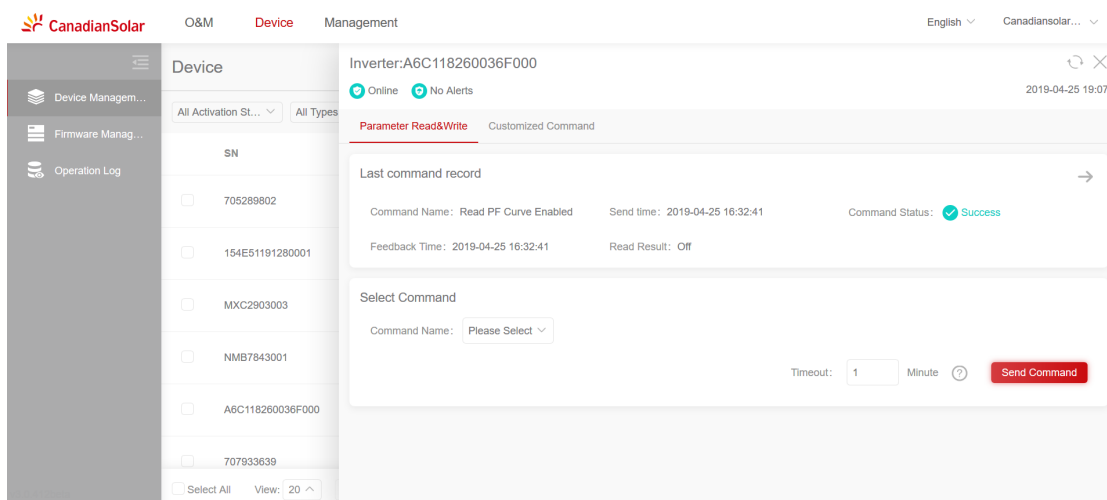 CanadianSolar O&M Device Management English Canadiansolar...
Device Managem...
Firmware Manag...
Operation Log
Device
All Activation St... All Types
SN
705289802
154E51191280001
MXC2903003
NMB7843001
A6C118260036F000
707933639
Select All View: 20
Inverter:A6C118260036F000
Online No Alerts 2019-04-25 19:07
Parameter Read&Write Customized Command
Last command record
Command Name: Read PF Curve Enabled Send time: 2019-04-25 16:32:41 Command Status: Success
Feedback Time: 2019-04-25 16:32:41 Read Result: Off
Select Command
Command Name: Please Select
Timeout: 1 Minute ? Send Command